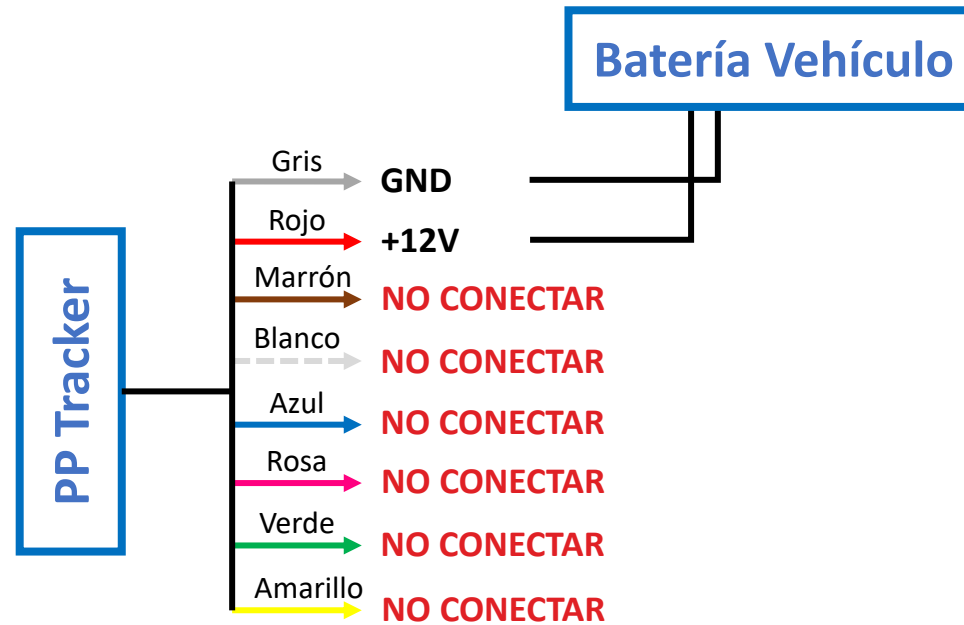 Batería Vehículo
PP Tracker
Gris
GND
Rojo
+12V
Marrón
NO CONECTAR
Blanco
NO CONECTAR
Azul
NO CONECTAR
Rosa
NO CONECTAR
Verde
NO CONECTAR
Amarillo
NO CONECTAR